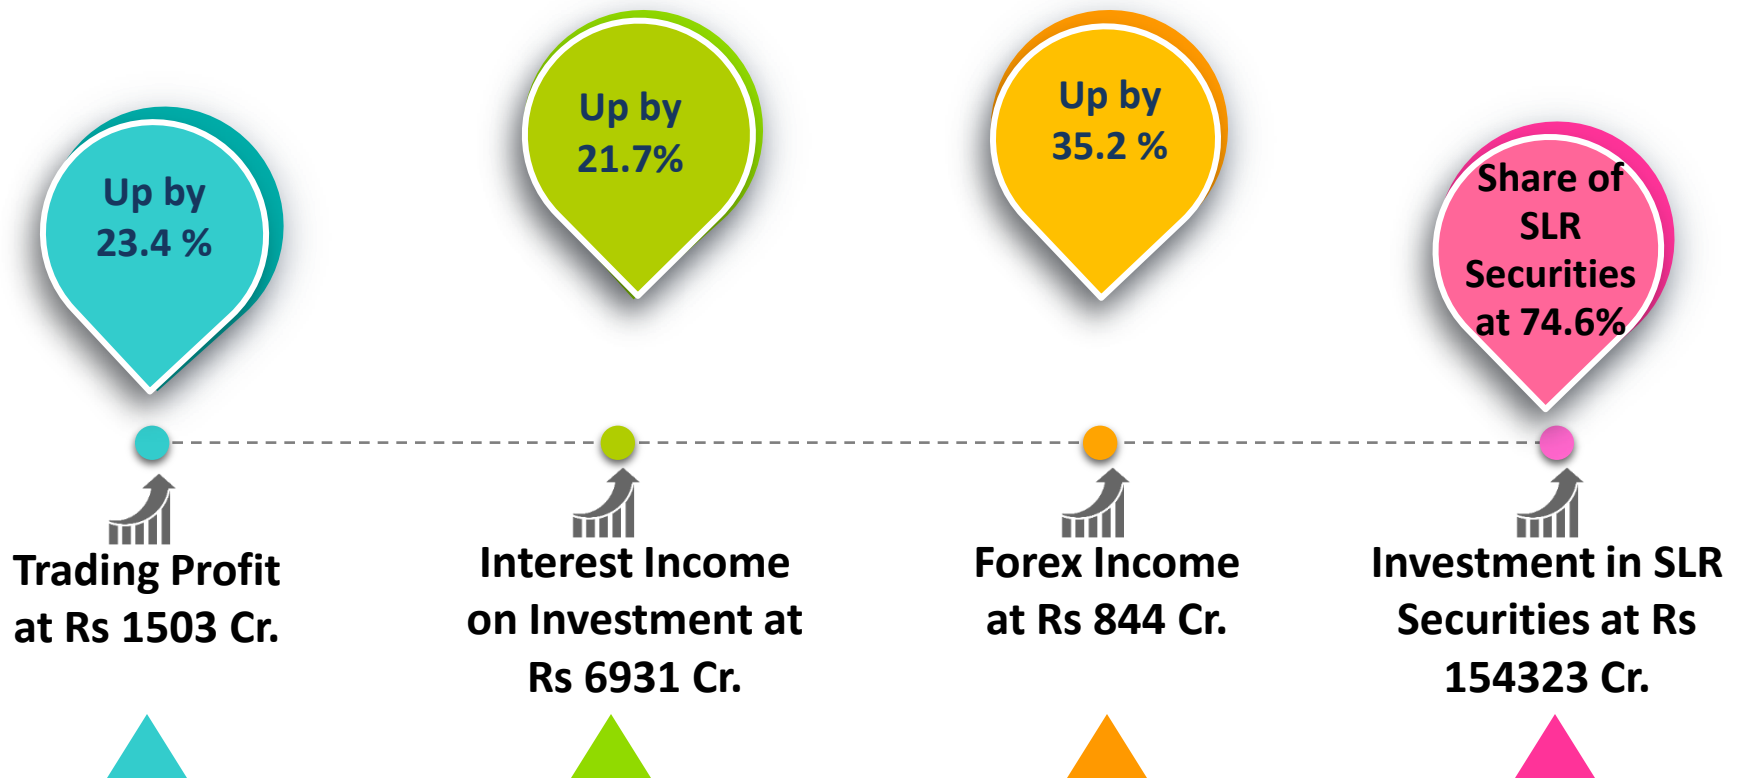 Up by
23.4 %
Up by
21.7%
Up by
35.2 %
Share of
SLR
Securities
at 74.6%
Trading Profit
at Rs 1503 Cr.
Interest Income
on Investment at
Rs 6931 Cr.
Forex Income
at Rs 844 Cr.
Investment in SLR
Securities at Rs
154323 Cr.